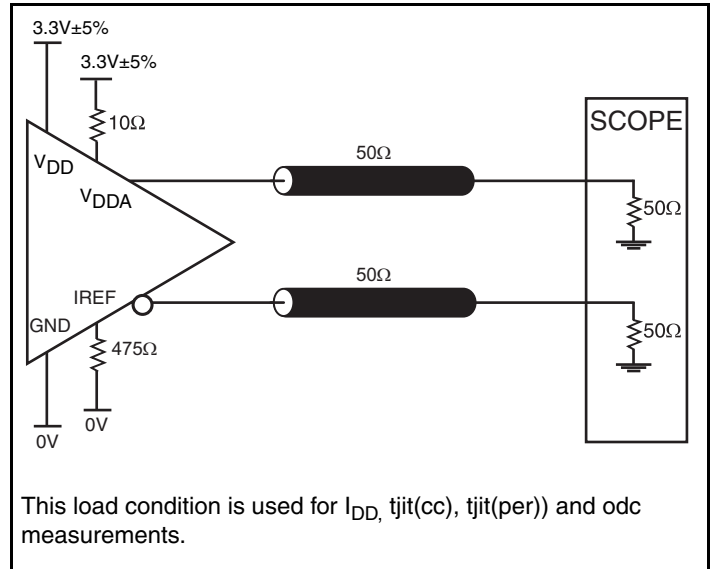 3.3V±5%
3.3V±5%
10Ω
VDD
VDDA
50Ω
SCOPE
50Ω
50Ω
IREF
GND
475Ω
50Ω
0V
0V
This load condition is used for IDD, tjit(cc), tjit(per)) and odc
measurements.